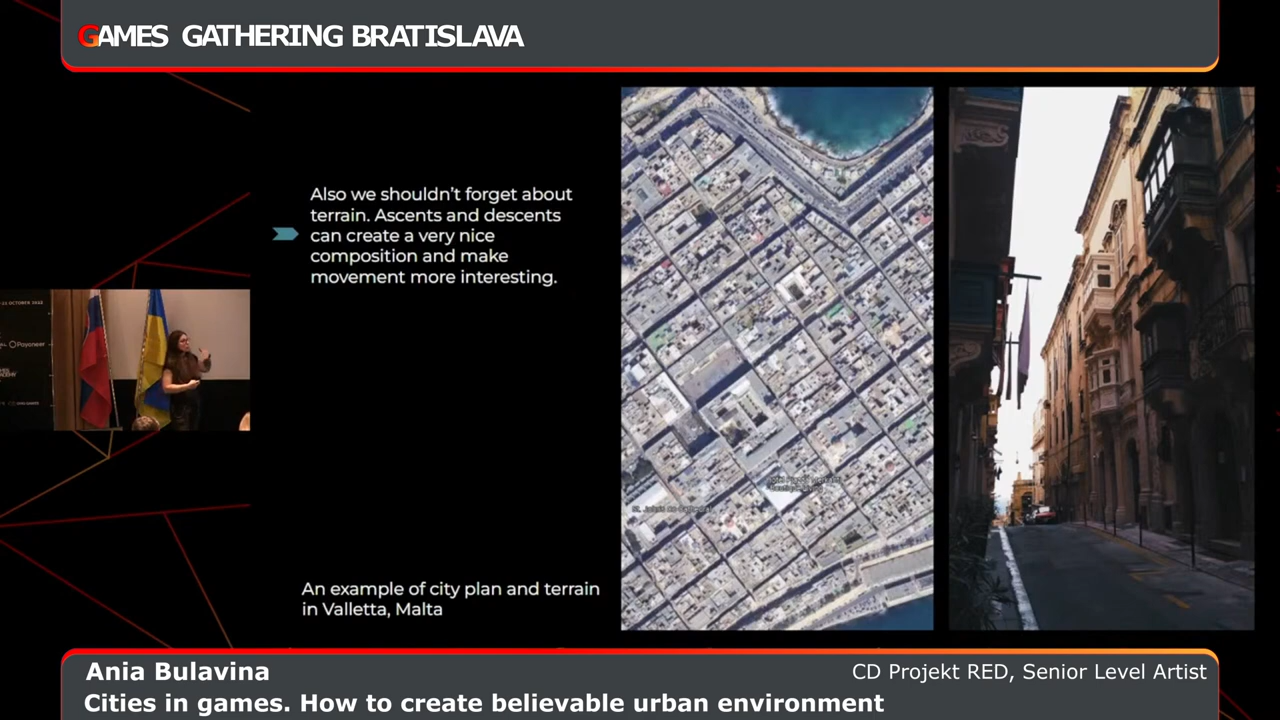 GAMES GATHERING BRATISLAVA
Also we shouldn't forget about
terrain. Ascents and descents
can create a very nice
composition and make
movement more interesting.
Payoneer
An example of city plan and terrain
in Valletta, Malta
Ania Bulavina
CD Projekt RED, Senior Level Artist
Cities in games. How to create believable urban environment